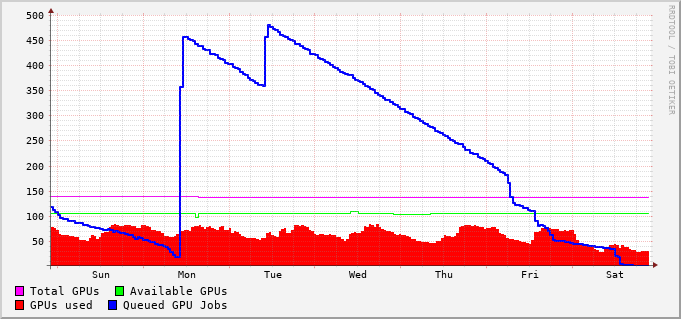 500
450
400
350
300
250
200
150
100
50
Sun Mon Tue Wed Thu Fri Sat
Total GPUs Available GPUs
GPUs used Queued GPU Jobs
RRDTOOL / TOBI OETIKER